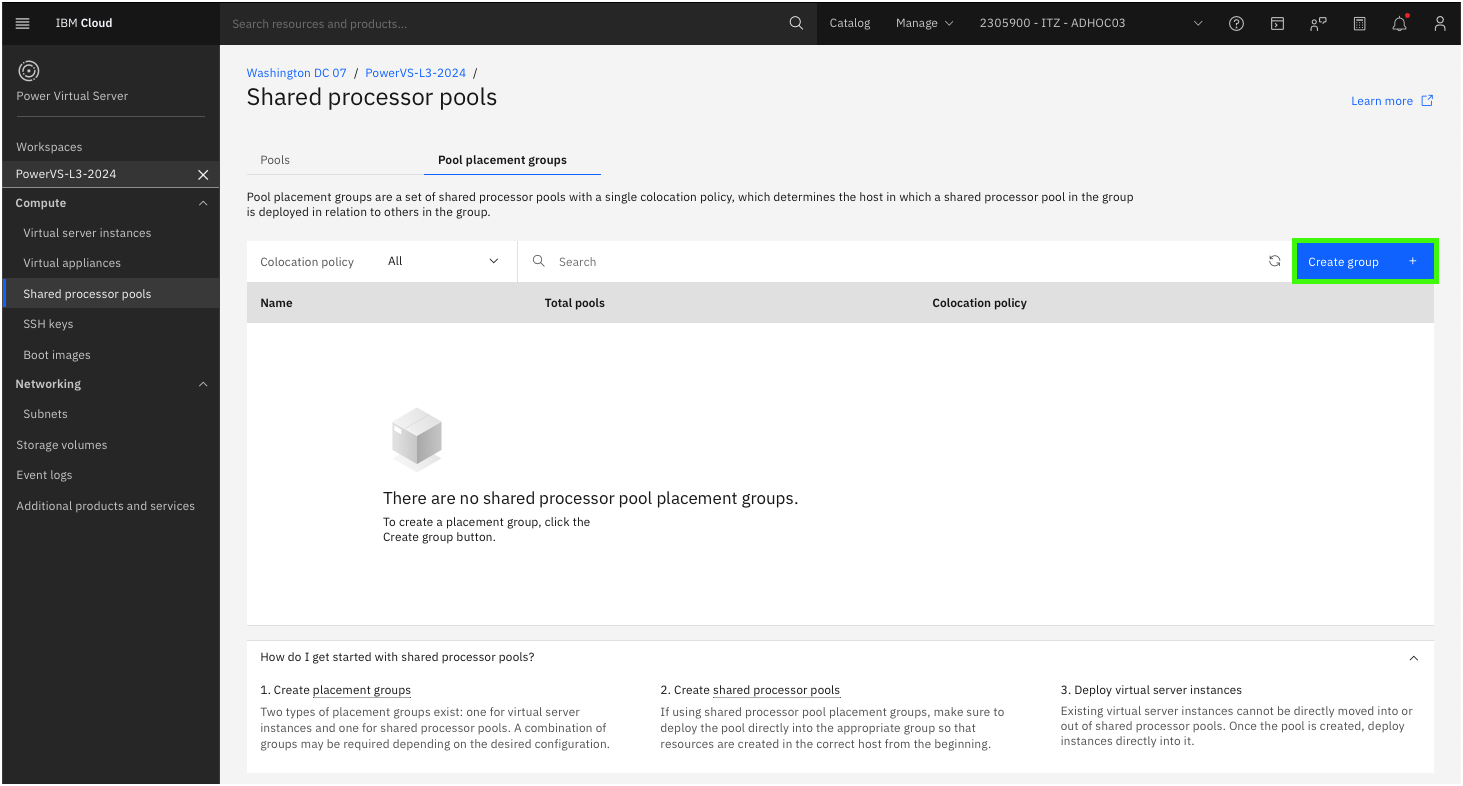 IBM Cloud
Search resources and products...
Catalog
Manage
2305900 - ITZ - ADHOC03
Power Virtual Server
Workspaces
PowerVS-L3-2024
Compute
Virtual server instances
Virtual appliances
Shared processor pools
SSH keys
Boot images
Networking
Subnets
Storage volumes
Event logs
Additional products and services
Washington DC 07 / PowerVS-L3-2024 /
Shared processor pools
Learn more
Pools
Pool placement groups
Pool placement groups are a set of shared processor pools with a single colocation policy, which determines the host in which a shared processor pool in the group
is deployed in relation to others in the group.
Colocation policy
All
Search
Create group +
Name
Total pools
Colocation policy
There are no shared processor pool placement groups.
To create a placement group, click the
Create group button.
How do I get started with shared processor pools?
1. Create placement groups
Two types of placement groups exist: one for virtual server
instances and one for shared processor pools. A combination of
groups may be required depending on the desired configuration.
2. Create shared processor pools
If using shared processor pool placement groups, make sure to
deploy the pool directly into the appropriate group so that
resources are created in the correct host from the beginning.
3. Deploy virtual server instances
Existing virtual server instances cannot be directly moved into or
out of shared processor pools. Once the pool is created, deploy
instances directly into it.